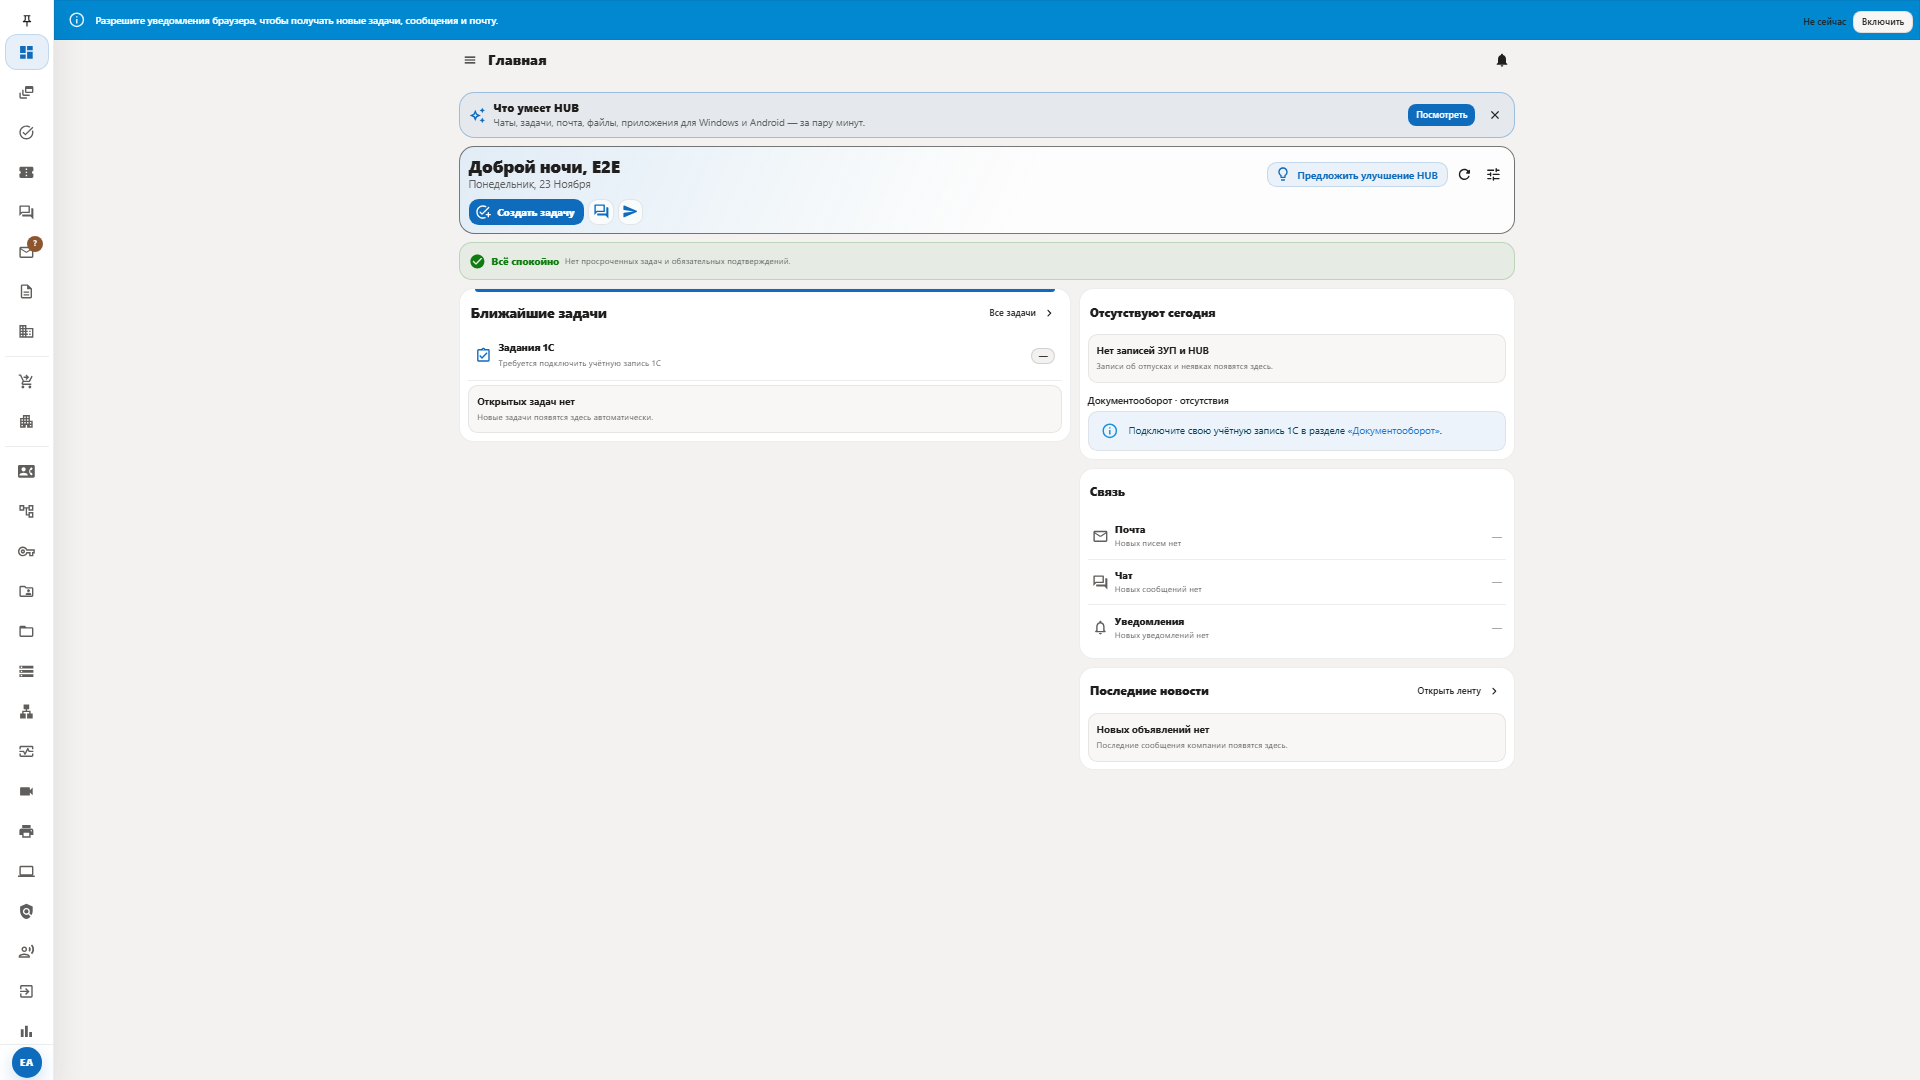 Разрешите уведомления браузера, чтобы получать новые задачи, сообщения и почту.
Не сейчас
Включить
Главная
Что умеет HUB
Чаты, задачи, почта, файлы, приложения для Windows и Android — за пару минут.
Посмотреть
Доброй ночи, E2E
Понедельник, 23 Ноября
Предложить улучшение HUB
Создать задачу
?
Всё спокойно Нет просроченных задач и обязательных подтверждений.
Ближайшие задачи
Все задачи
Задания 1С
Требуется подключить учётную запись 1С
—
Открытых задач нет
Новые задачи появятся здесь автоматически.
Отсутствуют сегодня
Нет записей ЗУП и HUB
Записи об отпусках и неявках появятся здесь.
Документооборот · отсутствия
Подключите свою учётную запись 1С в разделе «Документооборот».
Связь
Почта
Новых писем нет
—
Чат
Новых сообщений нет
—
Уведомления
Новых уведомлений нет
—
Последние новости
Открыть ленту
Новых объявлений нет
Последние сообщения компании появятся здесь.
EA